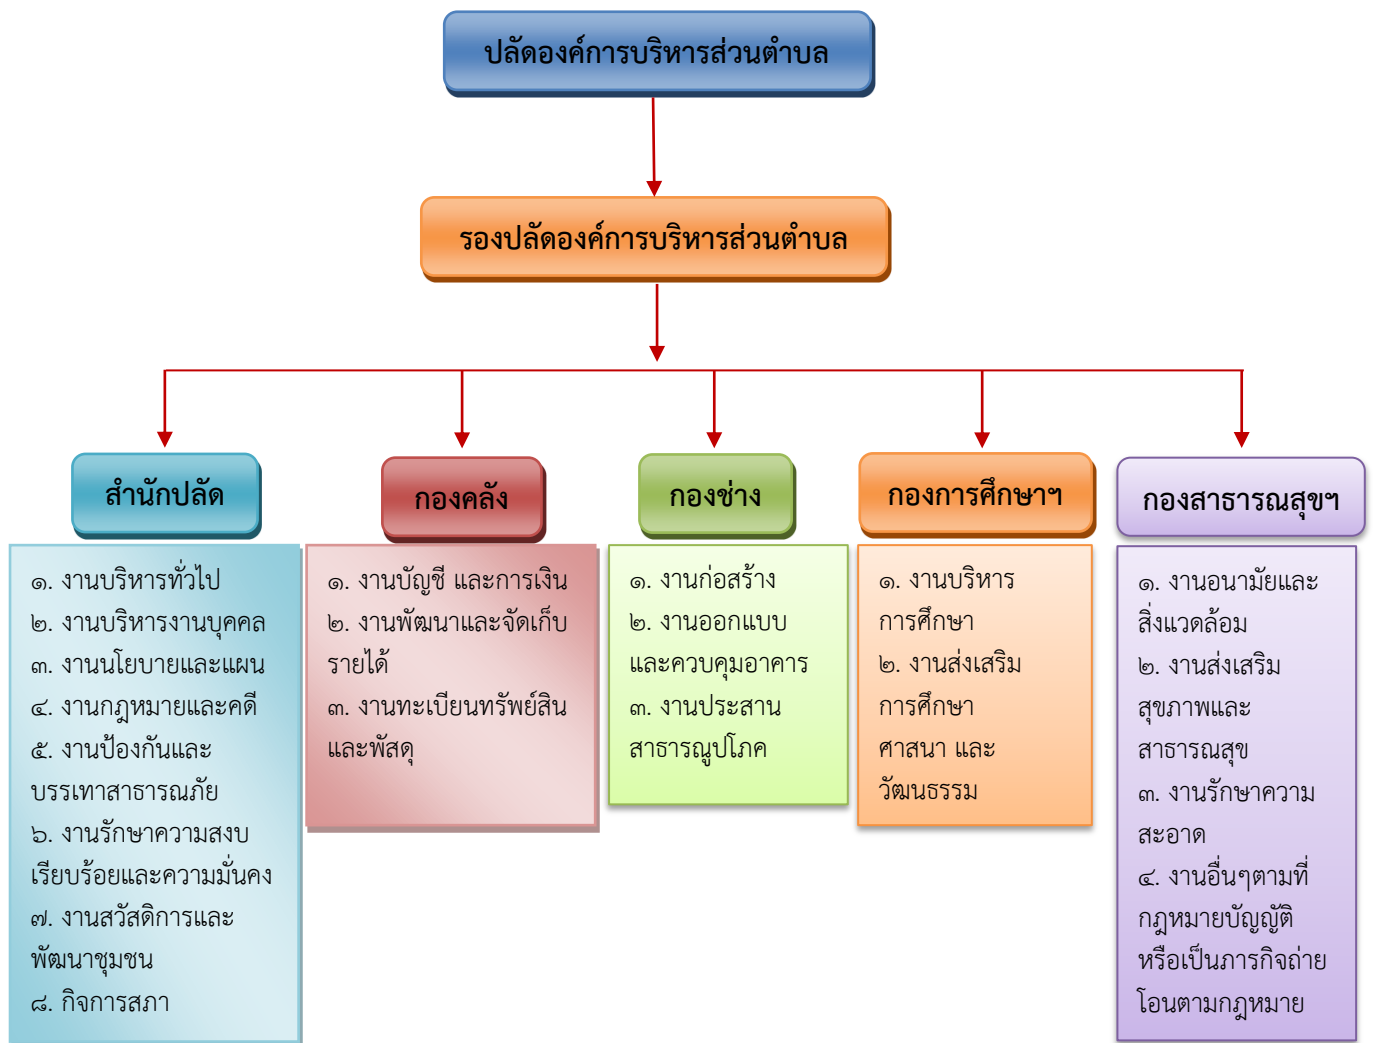 ปลัดองค์การบริหารส่วนตำบล
รองปลัดองค์การบริหารส่วนตำบล
สำนักปลัด
๑. งานบริหารทั่วไป
๒. งานบริหารงานบุคคล
๓. งานนโยบายและแผน
๔. งานกฎหมายและคดี
๕. งานป้องกันและ
บรรเทาสาธารณภัย
๖. งานรักษาความสงบ
เรียบร้อยและความมั่นคง
๗. งานสวัสดิการและ
พัฒนาชุมชน
๘. กิจการสภา
กองคลัง
๑. งานบัญชี และการเงิน
๒. งานพัฒนาและจัดเก็บ
รายได้
๓. งานทะเบียนทรัพย์สิน
และพัสดุ
กองช่าง
๑. งานก่อสร้าง
๒. งานออกแบบ
และควบคุมอาคาร
๓. งานประสาน
สาธารณูปโภค
กองการศึกษาฯ
๑. งานบริหาร
การศึกษา
๒. งานส่งเสริม
การศึกษา
ศาสนา และ
วัฒนธรรม
กองสาธารณสุขฯ
๑. งานอนามัยและ
สิ่งแวดล้อม
๒. งานส่งเสริม
สุขภาพและ
สาธารณสุข
๓. งานรักษาความ
สะอาด
๔. งานอื่นๆตามที่
กฎหมายบัญญัติ
หรือเป็นภารกิจถ่าย
โอนตามกฎหมาย